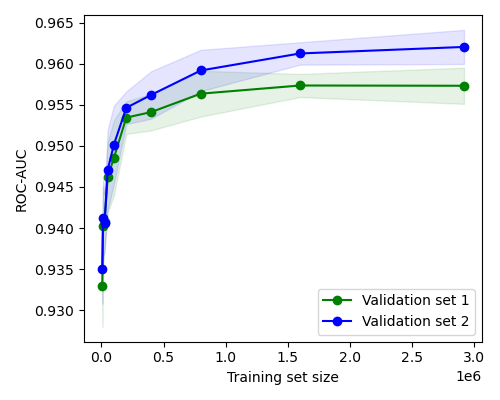 0.965
0.960
0.955
0.950
0.945
0.940
0.935
0.930
ROC-AUC
Validation set 1
Validation set 2
0.0 0.5 1.0 1.5 2.0 2.5 3.0
1e6
Training set size